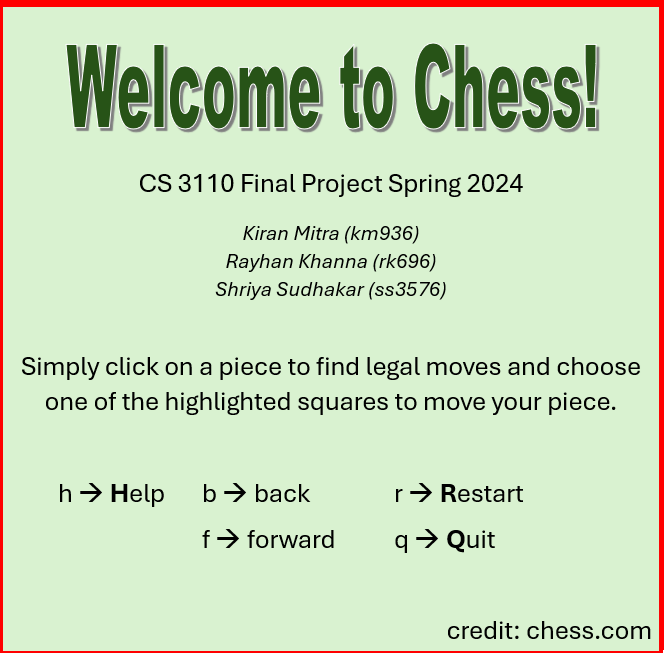 Welcome to Chess!
CS 3110 Final Project Spring 2024
Kiran Mitra (km936)
Rayhan Khanna (rk696)
Shriya Sudhakar (ss3576)
Simply click on a piece to find legal moves and choose
one of the highlighted squares to move your piece.
h → Help b → back r → Restart
f → forward q → Quit
credit: chess.com